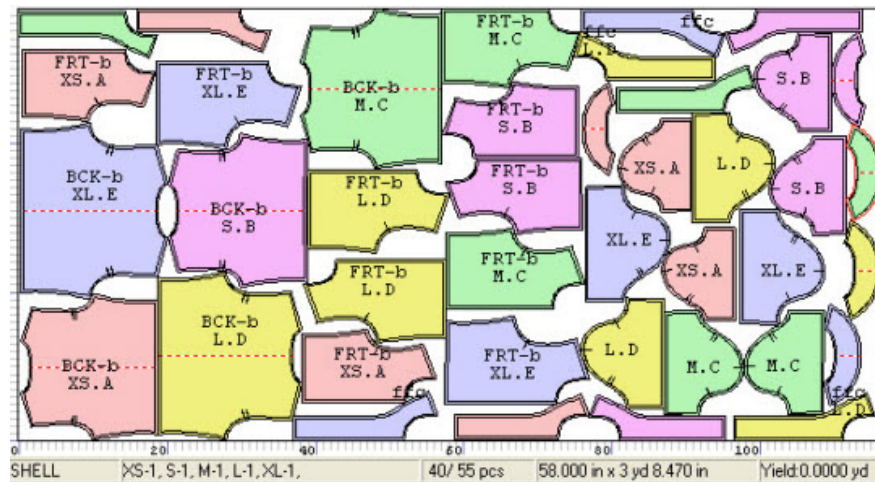 FRT-b
M.C
ffc
ffc
L.D
FRT-b
XS.A
FRT-b
XL.E
BCK-b
M.C
S.B
FRT-b
S.B
BCK-b
XL.E
BCK-b
S.B
FRT-b
L.D
FRT-b
S.B
XS.A
L.D
S.B
XL.E
XS.A
XL.E
FRT-b
M.C
FRT-b
L.D
BCK-b
XS.A
BCK-b
L.D
FRT-b
XS.A
FRT-b
XL.E
L.D
M.C
M.C
ffc
ffc
L.D
0 20 40 60 80 100
SHELL XS-1, S-1, M-1, L-1, XL-1, 40/ 55 pcs 58.000 in x 3 yd 8.470 in Yield:0.0000 yd